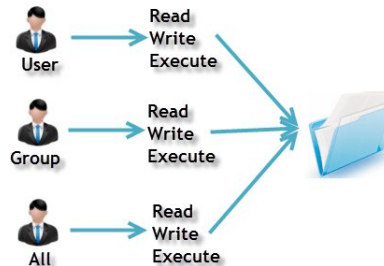 Read
Write
Execute
User
Read
Write
Execute
Group
Read
Write
Execute
All